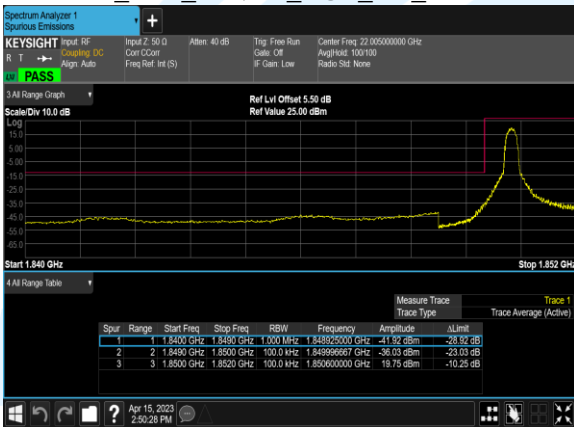 Spectrum Analyzer 1
Spurious Emissions
KEYSIGHT Input: RF Input Z: 50 Ω Atten: 40 dB Trig: Free Run Center Freq: 22.005000000 GHz
Coupling: DC Corr CCorr Gate: Off Avg|Hold: 100/100
R T Align: Auto Freq Ref: Int (S) IF Gain: Low Radio Std: None
PASS
3 All Range Graph
Ref Lvl Offset 5.50 dB
Scale/Div 10.0 dB Ref Value 25.00 dBm
Log
15.0
5.00
-5.00
-15.0
-25.0
-35.0
-45.0
-55.0
-65.0
Start 1.840 GHz Stop 1.852 GHz
4 All Range Table
Measure Trace Trace 1
Trace Type Trace Average (Active)
Spur Range Start Freq Stop Freq RBW Frequency Amplitude ΔLimit
1 1 1.8400 GHz 1.8490 GHz 1.000 MHz 1.848925000 GHz -41.92 dBm -28.92 dB
2 2 1.8490 GHz 1.8500 GHz 100.0 kHz 1.849996667 GHz -36.03 dBm -23.03 dB
3 3 1.8500 GHz 1.8520 GHz 100.0 kHz 1.850600000 GHz 19.75 dBm -10.25 dB
Apr 15, 2023
2:50:28 PM